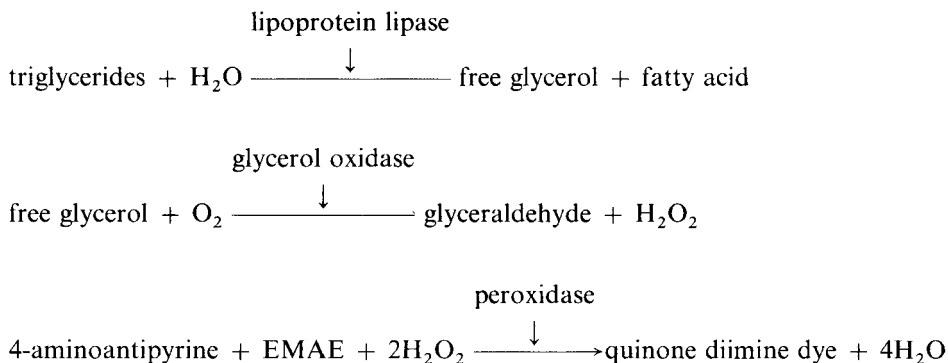 lipoprotein lipase
↓
triglycerides + H₂O ——— free glycerol + fatty acid
glycerol oxidase
↓
free glycerol + O₂ ——— glyceraldehyde + H₂O₂
peroxidase
↓
4-aminoantipyrine + EMAE + 2H₂O₂ ———→ quinone diimine dye + 4H₂O